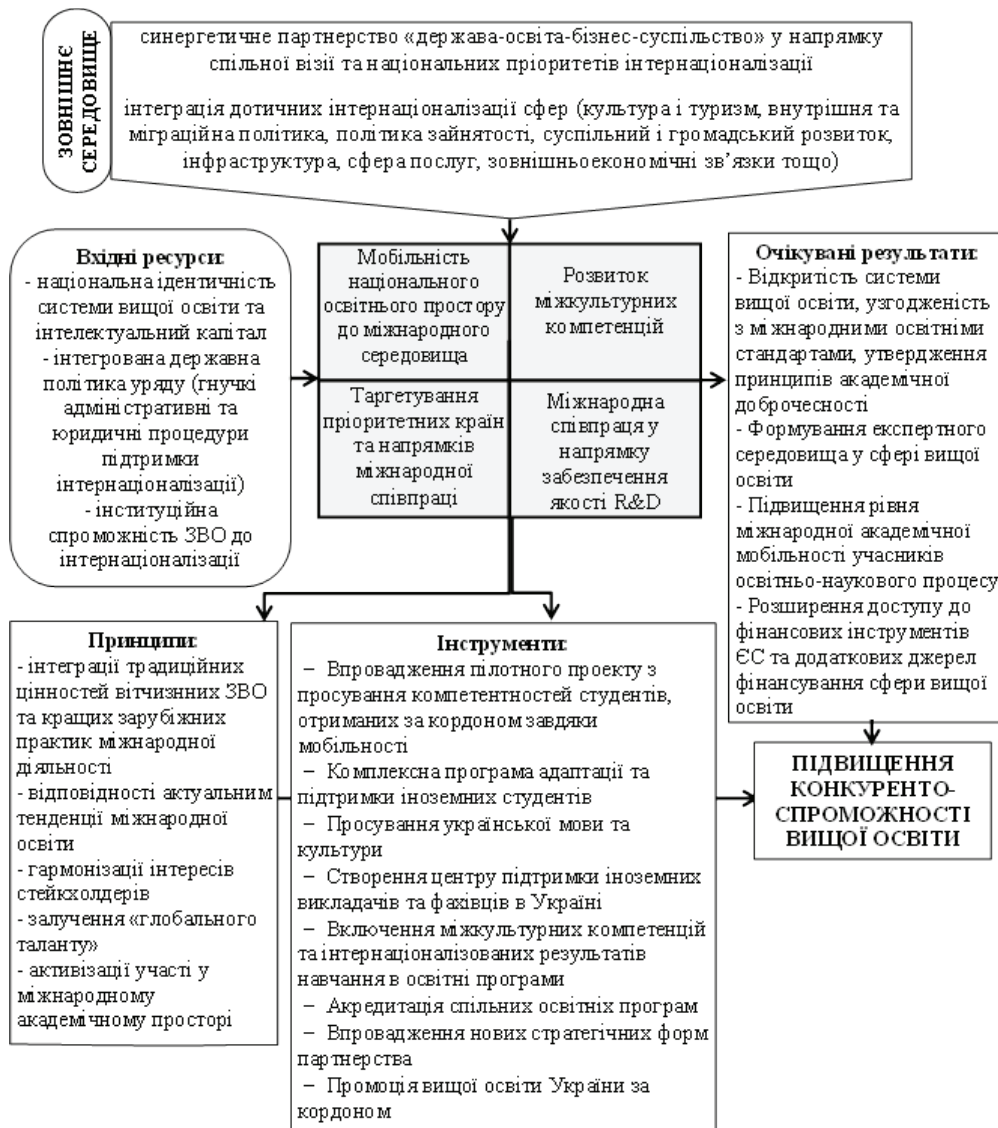 ЗОВНІШНЄ
СЕРЕДОВИЩЕ
синергетичне партнерство «держава-освіта-бізнес-суспільство» у напрямку
спільної візії та національних пріоритетів інтернаціоналізації
інтеграція дотичних інтернаціоналізації сфер (культура і туризм, внутрішня та
міграційна політика, політика зайнятості, суспільний і громадський розвиток,
інфраструктура, сфера послуг, зовнішньоекономічні зв’язки тощо)
Вхідні ресурси:
- національна ідентичність
системи вищої освіти та
інтелектуальний капітал
- інтегрована державна
політика уряду (гнучкі
адміністративні та
юридичні процедури
підтримки
інтернаціоналізації)
- інституційна
спроможність ЗВО до
інтернаціоналізації
Мобільність
національного
освітнього простору
до міжнародного
середовища
Розвиток
міжкультурних
компетенцій
Таргетування
пріоритетних країн
та напрямків
міжнародної
співпраці
Міжнародна
співпраця у
напрямку
забезпечення
якості R&D
Очікувані результати:
- Відкритість системи
вищої освіти, узгодженість
з міжнародними освітніми
стандартами, утвердження
принципів академічної
доброчесності
- Формування експертного
середовища у сфері вищої
освіти
- Підвищення рівня
міжнародної академічної
мобільності учасників
освітньо-наукового процесу
- Розширення доступу до
фінансових інструментів
ЄС та додаткових джерел
фінансування сфери вищої
освіти
Принципи:
- інтеграції традиційних
цінностей вітчизнних ЗВО
та кращих зарубіжних
практик міжнародної
діяльності
- відповідності актуальним
тенденції міжнародної
освіти
- гармонізації інтересів
стейкхолдерів
- залучення «глобального
таланту»
- активізації участі у
міжнародному
академічному просторі
Інструменти:
– Впровадження пілотного проекту з
просування компетентностей студентів,
отриманих за кордоном завдяки
мобільності
– Комплексна програма адаптації та
підтримки іноземних студентів
– Просування української мови та
культури
– Створення центру підтримки іноземних
викладачів та фахівців в Україні
– Включення міжкультурних компетенцій
та інтернаціоналізованих результатів
навчання в освітні програми
– Акредитація спільних освітніх програм
– Впровадження нових стратегічних форм
партнерства
– Промоція вищої освіти України за
кордоном
ПІДВИЩЕННЯ
КОНКУРЕНТО-
СПРОМОЖНОСТІ
ВИЩОЇ ОСВІТИ